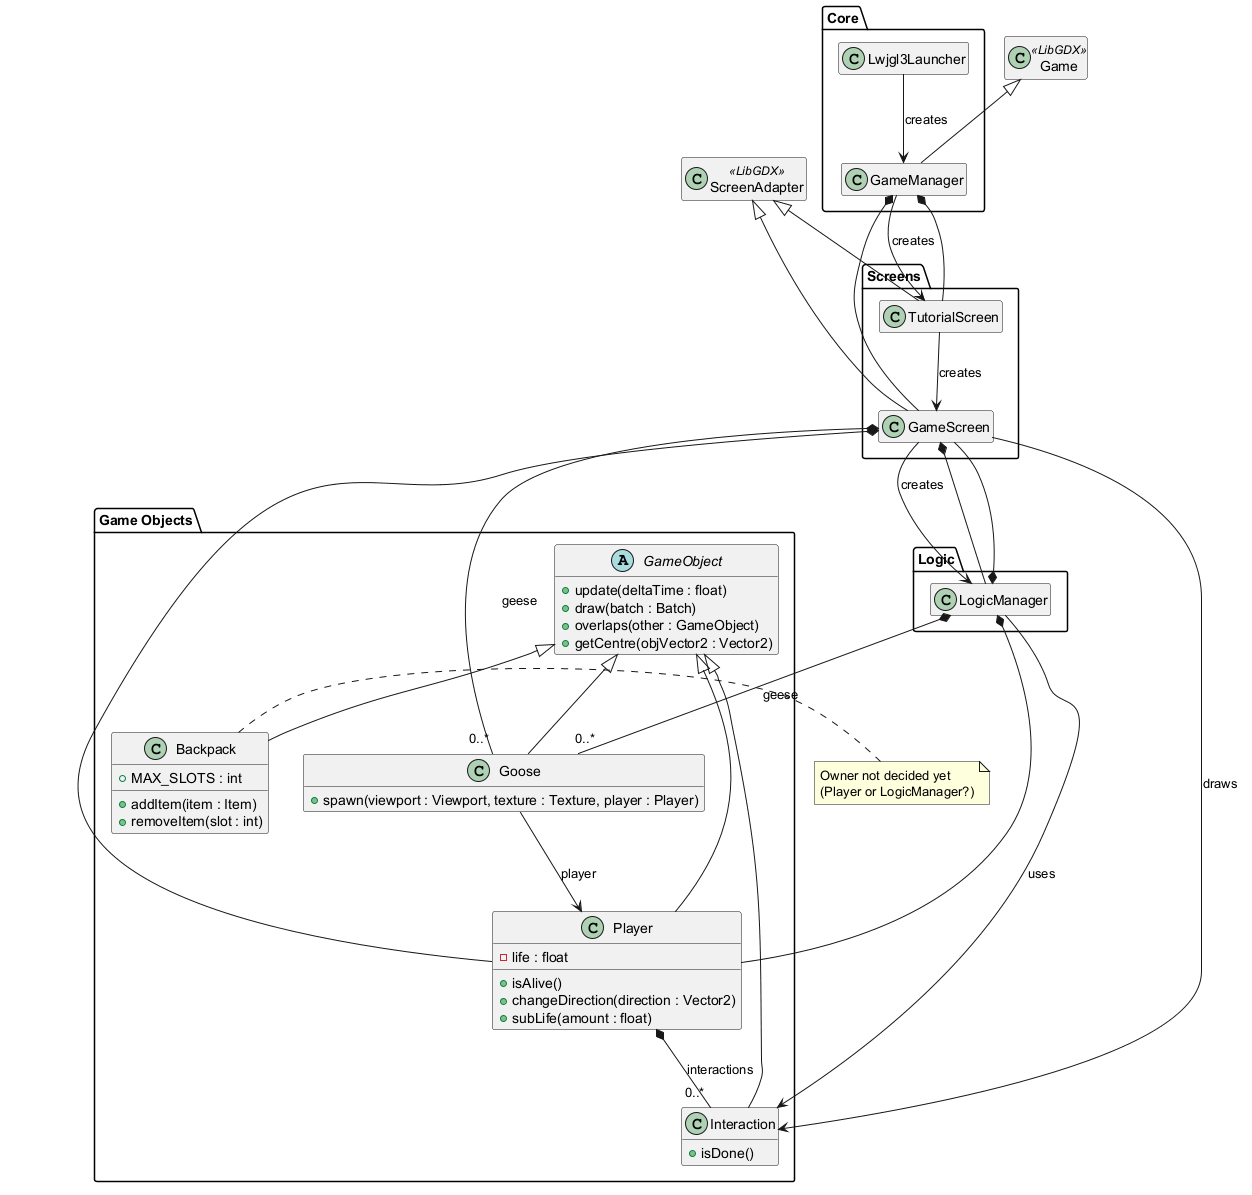 Core
C Lwjgl3Launcher
«LibGDX»
C Game
creates
«LibGDX»
C ScreenAdapter
C GameManager
creates
Screens
C TutorialScreen
creates
C GameScreen
creates
Game Objects
Logic
A GameObject
update(deltaTime : float)
draw(batch : Batch)
overlaps(other : GameObject)
getCentre(objVector2 : Vector2)
C LogicManager
geese
geese
C Backpack
MAX_SLOTS : int
addItem(item : Item)
removeItem(slot : int)
0..*
0..*
C Goose
spawn(viewport : Viewport, texture : Texture, player : Player)
Owner not decided yet
(Player or LogicManager?)
draws
player
uses
C Player
life : float
isAlive()
changeDirection(direction : Vector2)
subLife(amount : float)
interactions
0..*
C Interaction
isDone()